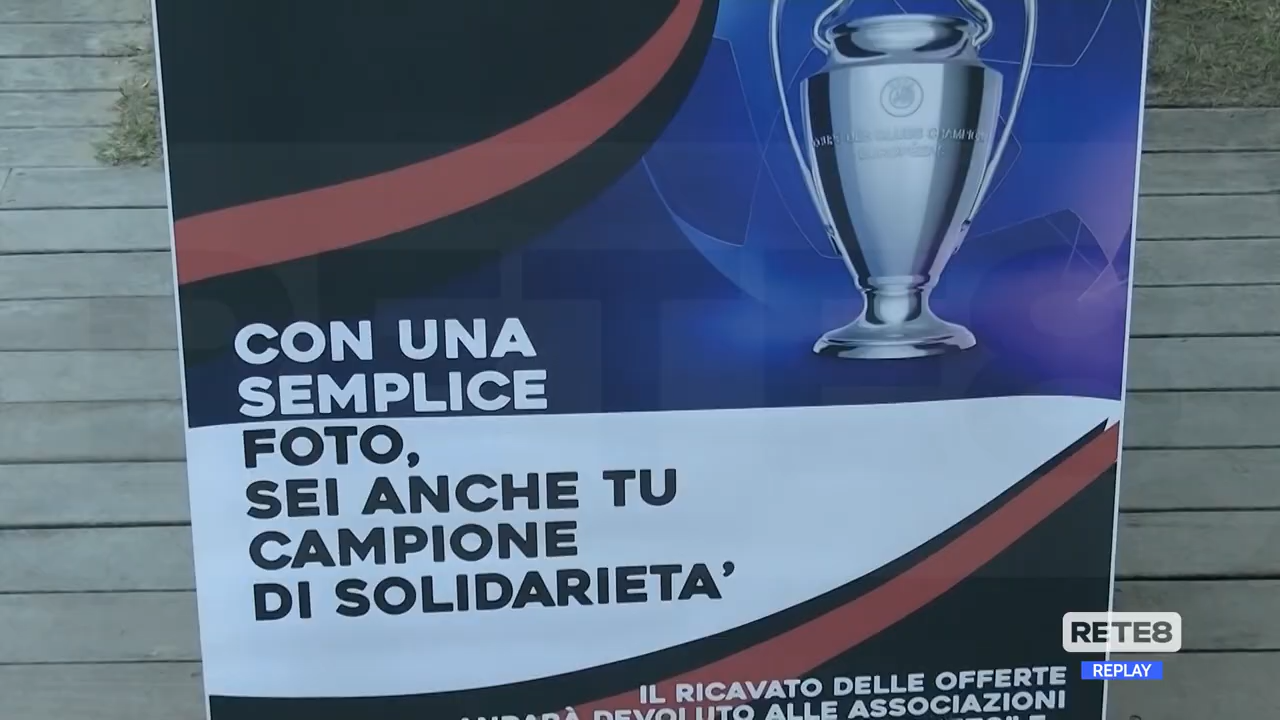 CON UNA
SEMPLICE
FOTO,
SEI ANCHE TU
CAMPIONE
DI SOLIDARIETA’
RETE8
REPLAY
IL RICAVATO DELLE OFFERTE
ANDARÀ DEVOLUTO ALLE ASSOCIAZIONI